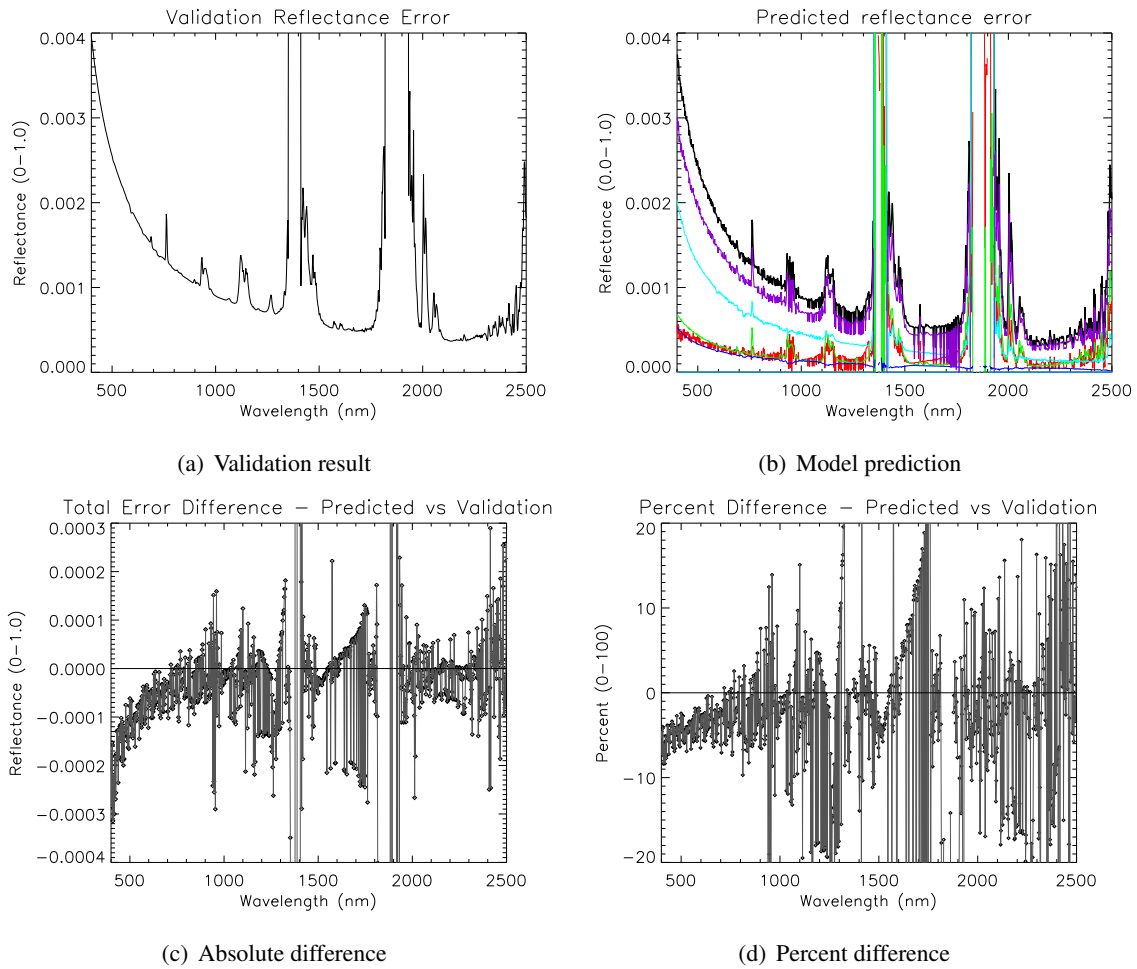 Validation Reflectance Error
0.004
0.003
0.002
0.001
0.000
Reflectance (0-1.0)
500 1000 1500 2000 2500
Wavelength (nm)
(a) Validation result
Predicted reflectance error
0.004
0.003
0.002
0.001
0.000
Reflectance (0.0-1.0)
500 1000 1500 2000 2500
Wavelength (nm)
(b) Model prediction
Total Error Difference - Predicted vs Validation
0.0003
0.0002
0.0001
0.0000
-0.0001
-0.0002
-0.0003
-0.0004
Reflectance (0-1.0)
500 1000 1500 2000 2500
Wavelength (nm)
(c) Absolute difference
Percent Difference - Predicted vs Validation
20
10
0
-10
-20
Percent (0-100)
500 1000 1500 2000 2500
Wavelength (nm)
(d) Percent difference